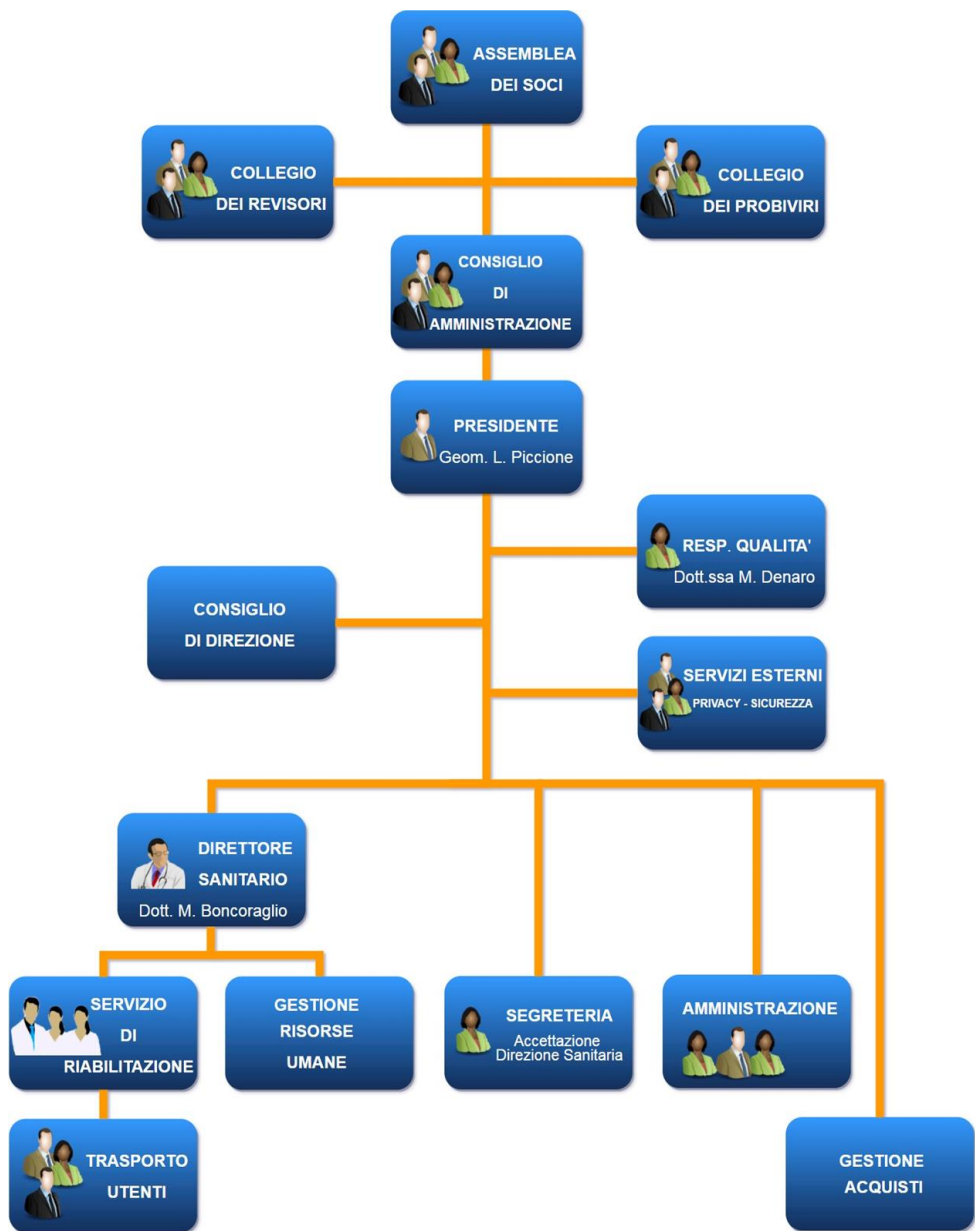 ASSEMBLEA
DEI SOCI
COLLEGIO
DEI REVISORI
COLLEGIO
DEI PROBIVIRI
CONSIGLIO
DI
AMMINISTRAZIONE
PRESIDENTE
Geom. L. Piccione
RESP. QUALITA'
Dott.ssa M. Denaro
CONSIGLIO
DI DIREZIONE
SERVIZI ESTERNI
PRIVACY - SICUREZZA
DIRETTORE
SANITARIO
Dott. M. Boncoraglio
SERVIZIO
DI
RIABILITAZIONE
GESTIONE
RISORSE
UMANE
SEGRETERIA
Accettazione
Direzione Sanitaria
AMMINISTRAZIONE
TRASPORTO
UTENTI
GESTIONE
ACQUISTI